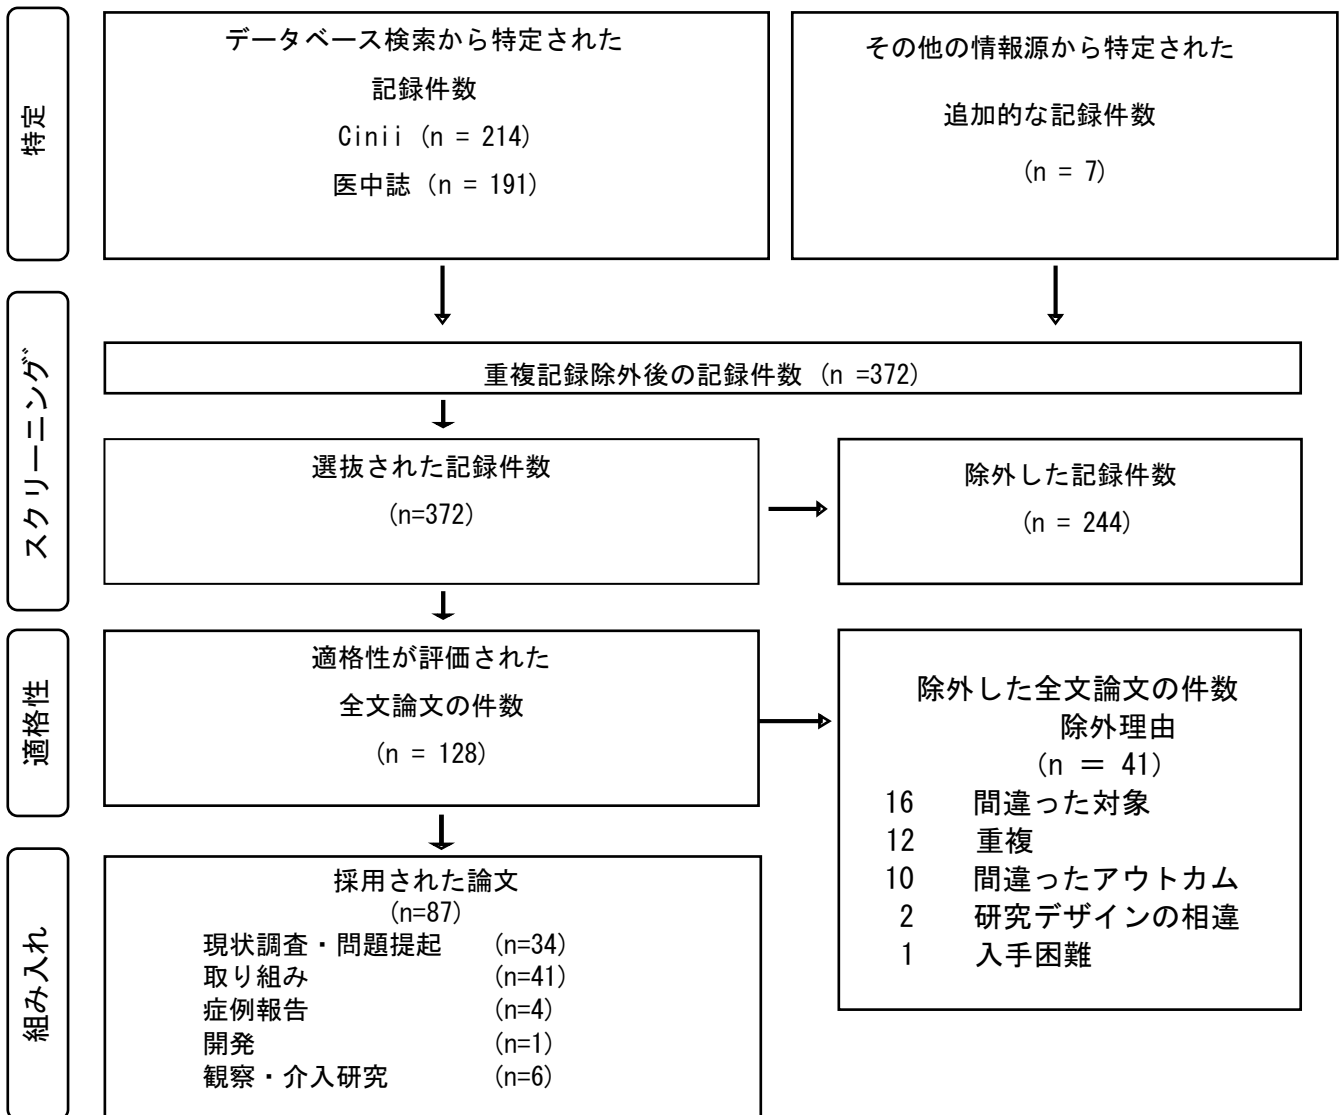 特定
データベース検索から特定された
記録件数
Cinii (n = 214)
医中誌 (n = 191)
その他の情報源から特定された
追加的な記録件数
(n = 7)
スクリーニング
重複記録除外後の記録件数 (n =372)
選抜された記録件数
(n=372)
除外した記録件数
(n = 244)
適格性
適格性が評価された
全文論文の件数
(n = 128)
除外した全文論文の件数
除外理由
(n = 41)
16 間違った対象
12 重複
10 間違ったアウトカム
2 研究デザインの相違
1 入手困難
組み入れ
採用された論文
(n=87)
現状調査・問題提起 (n=34)
取り組み (n=41)
症例報告 (n=4)
開発 (n=1)
観察・介入研究 (n=6)